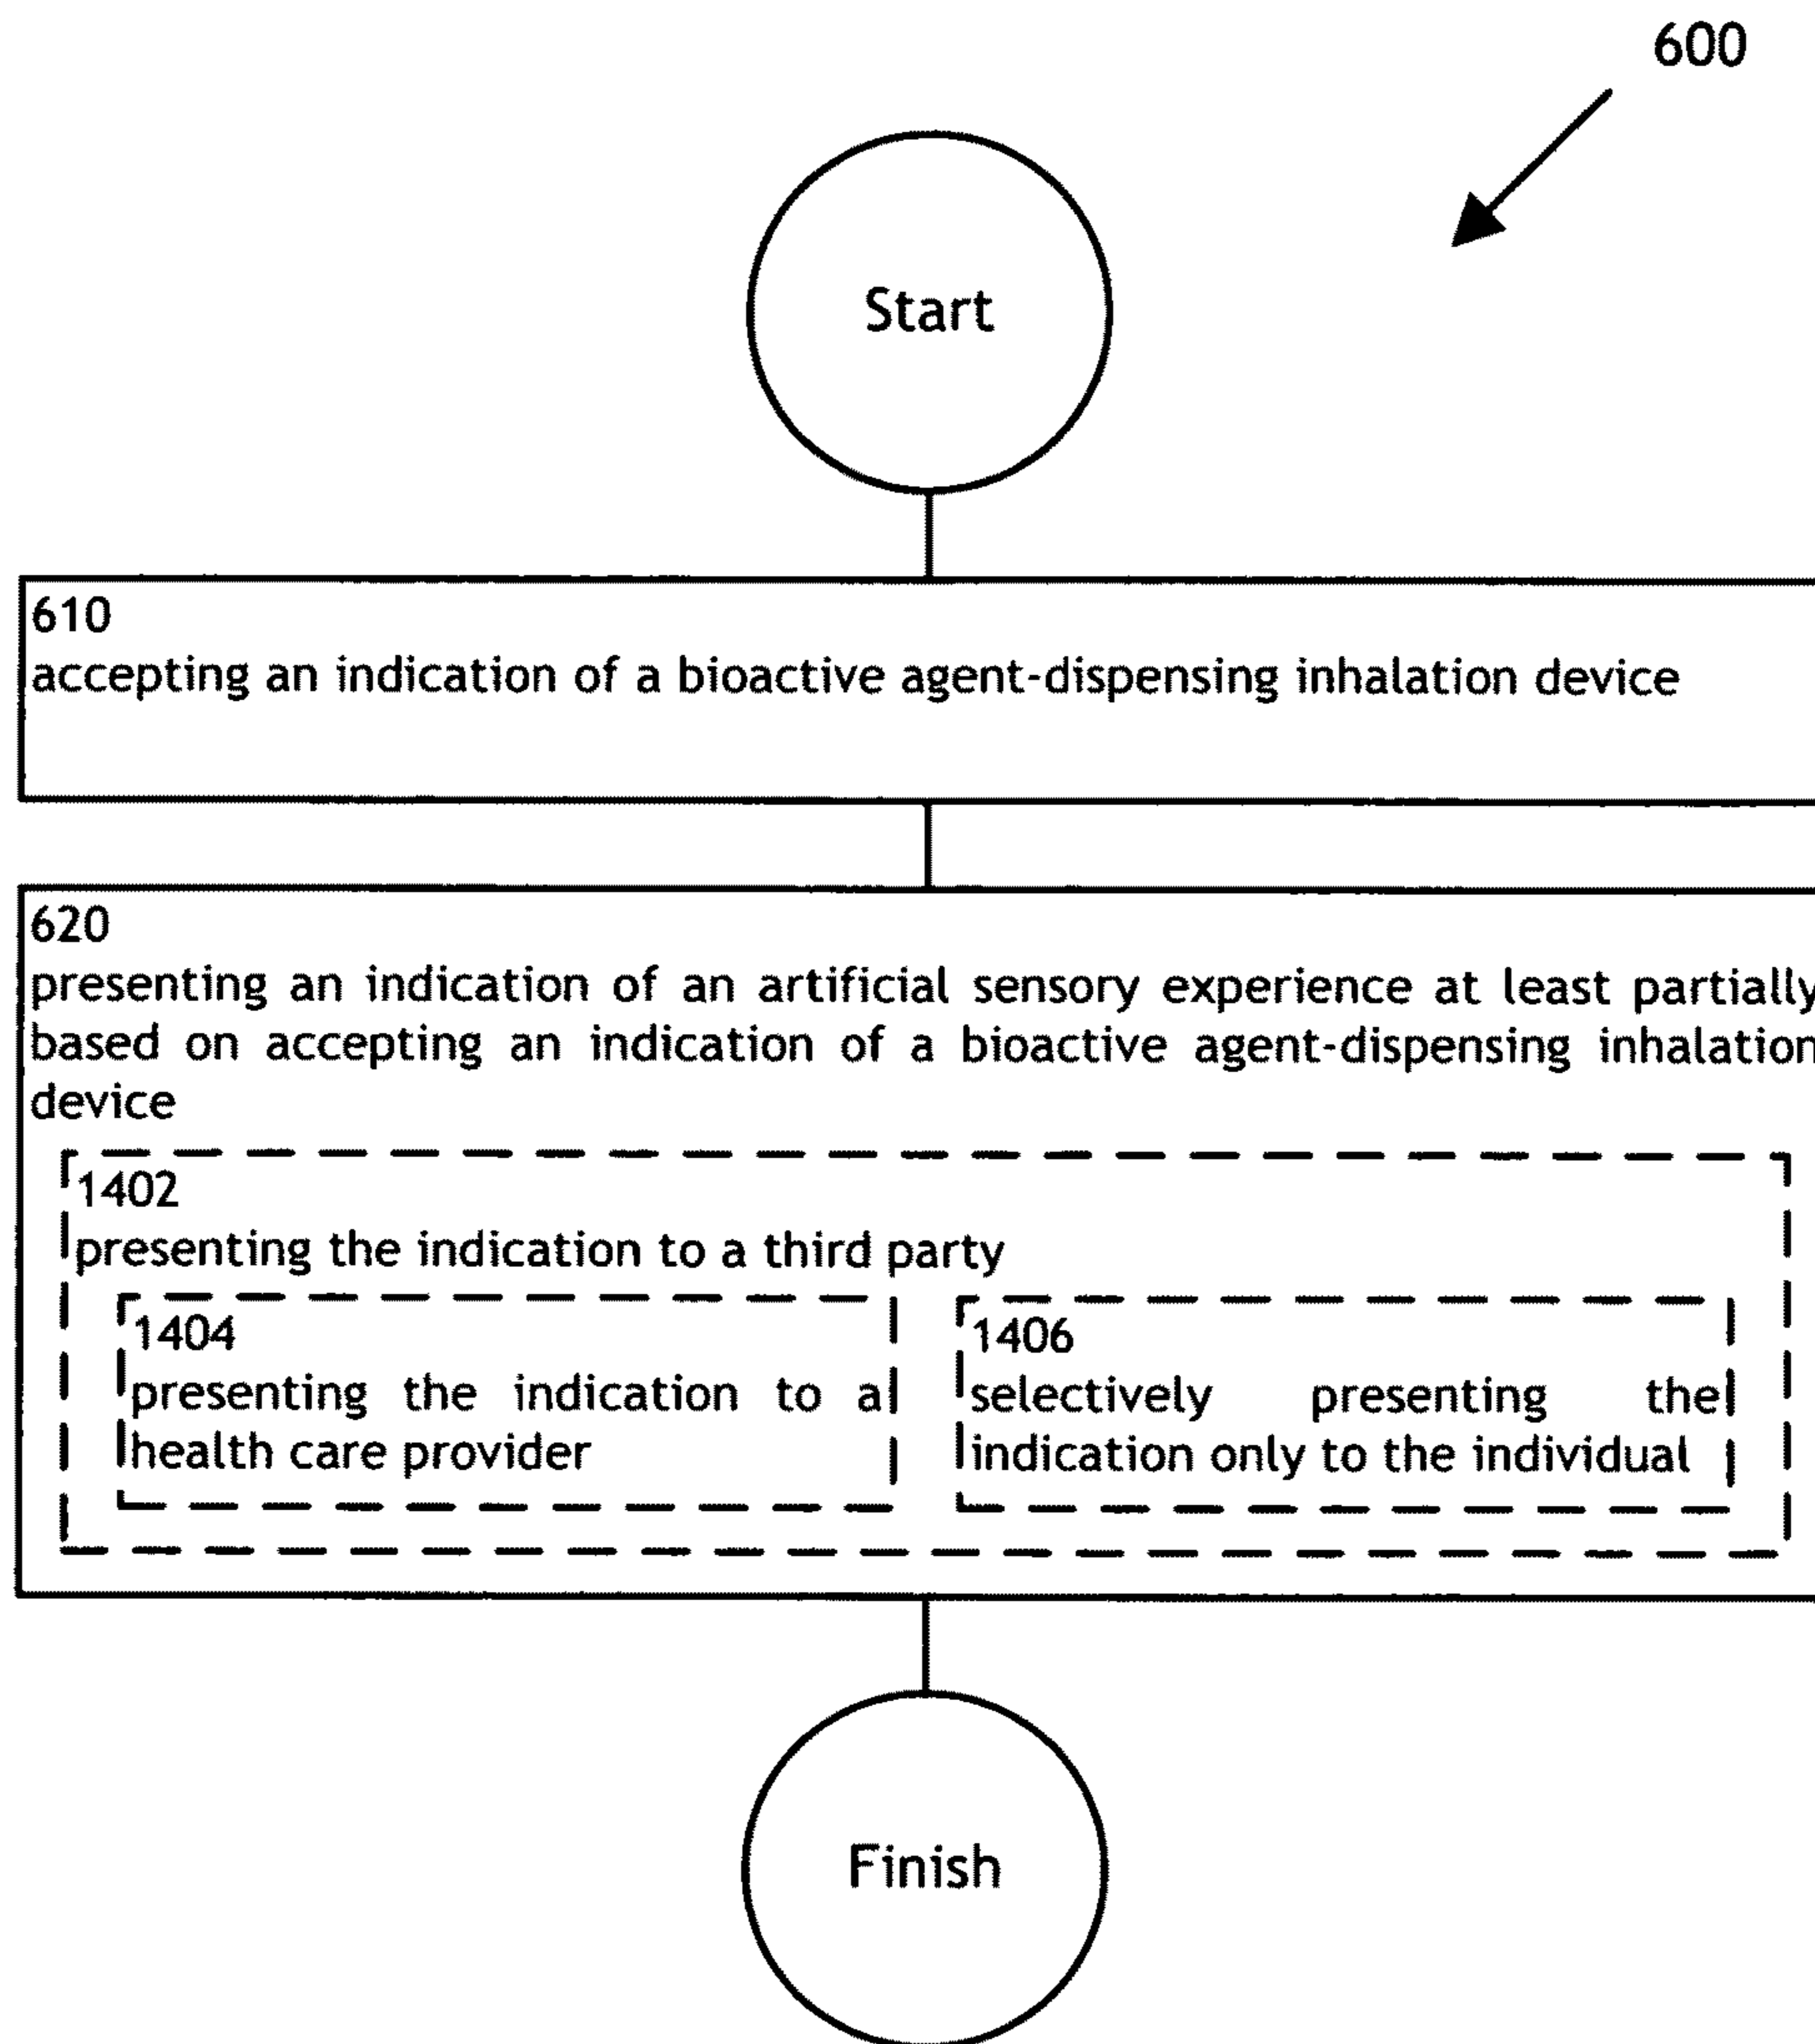 600
Start
610
accepting an indication of a bioactive agent-dispensing inhalation device
620
presenting an indication of an artificial sensory experience at least partially
based on accepting an indication of a bioactive agent-dispensing inhalation
device
1402
presenting the indication to a third party
1404
presenting the indication to a
health care provider
1406
selectively presenting the
indication only to the individual
Finish